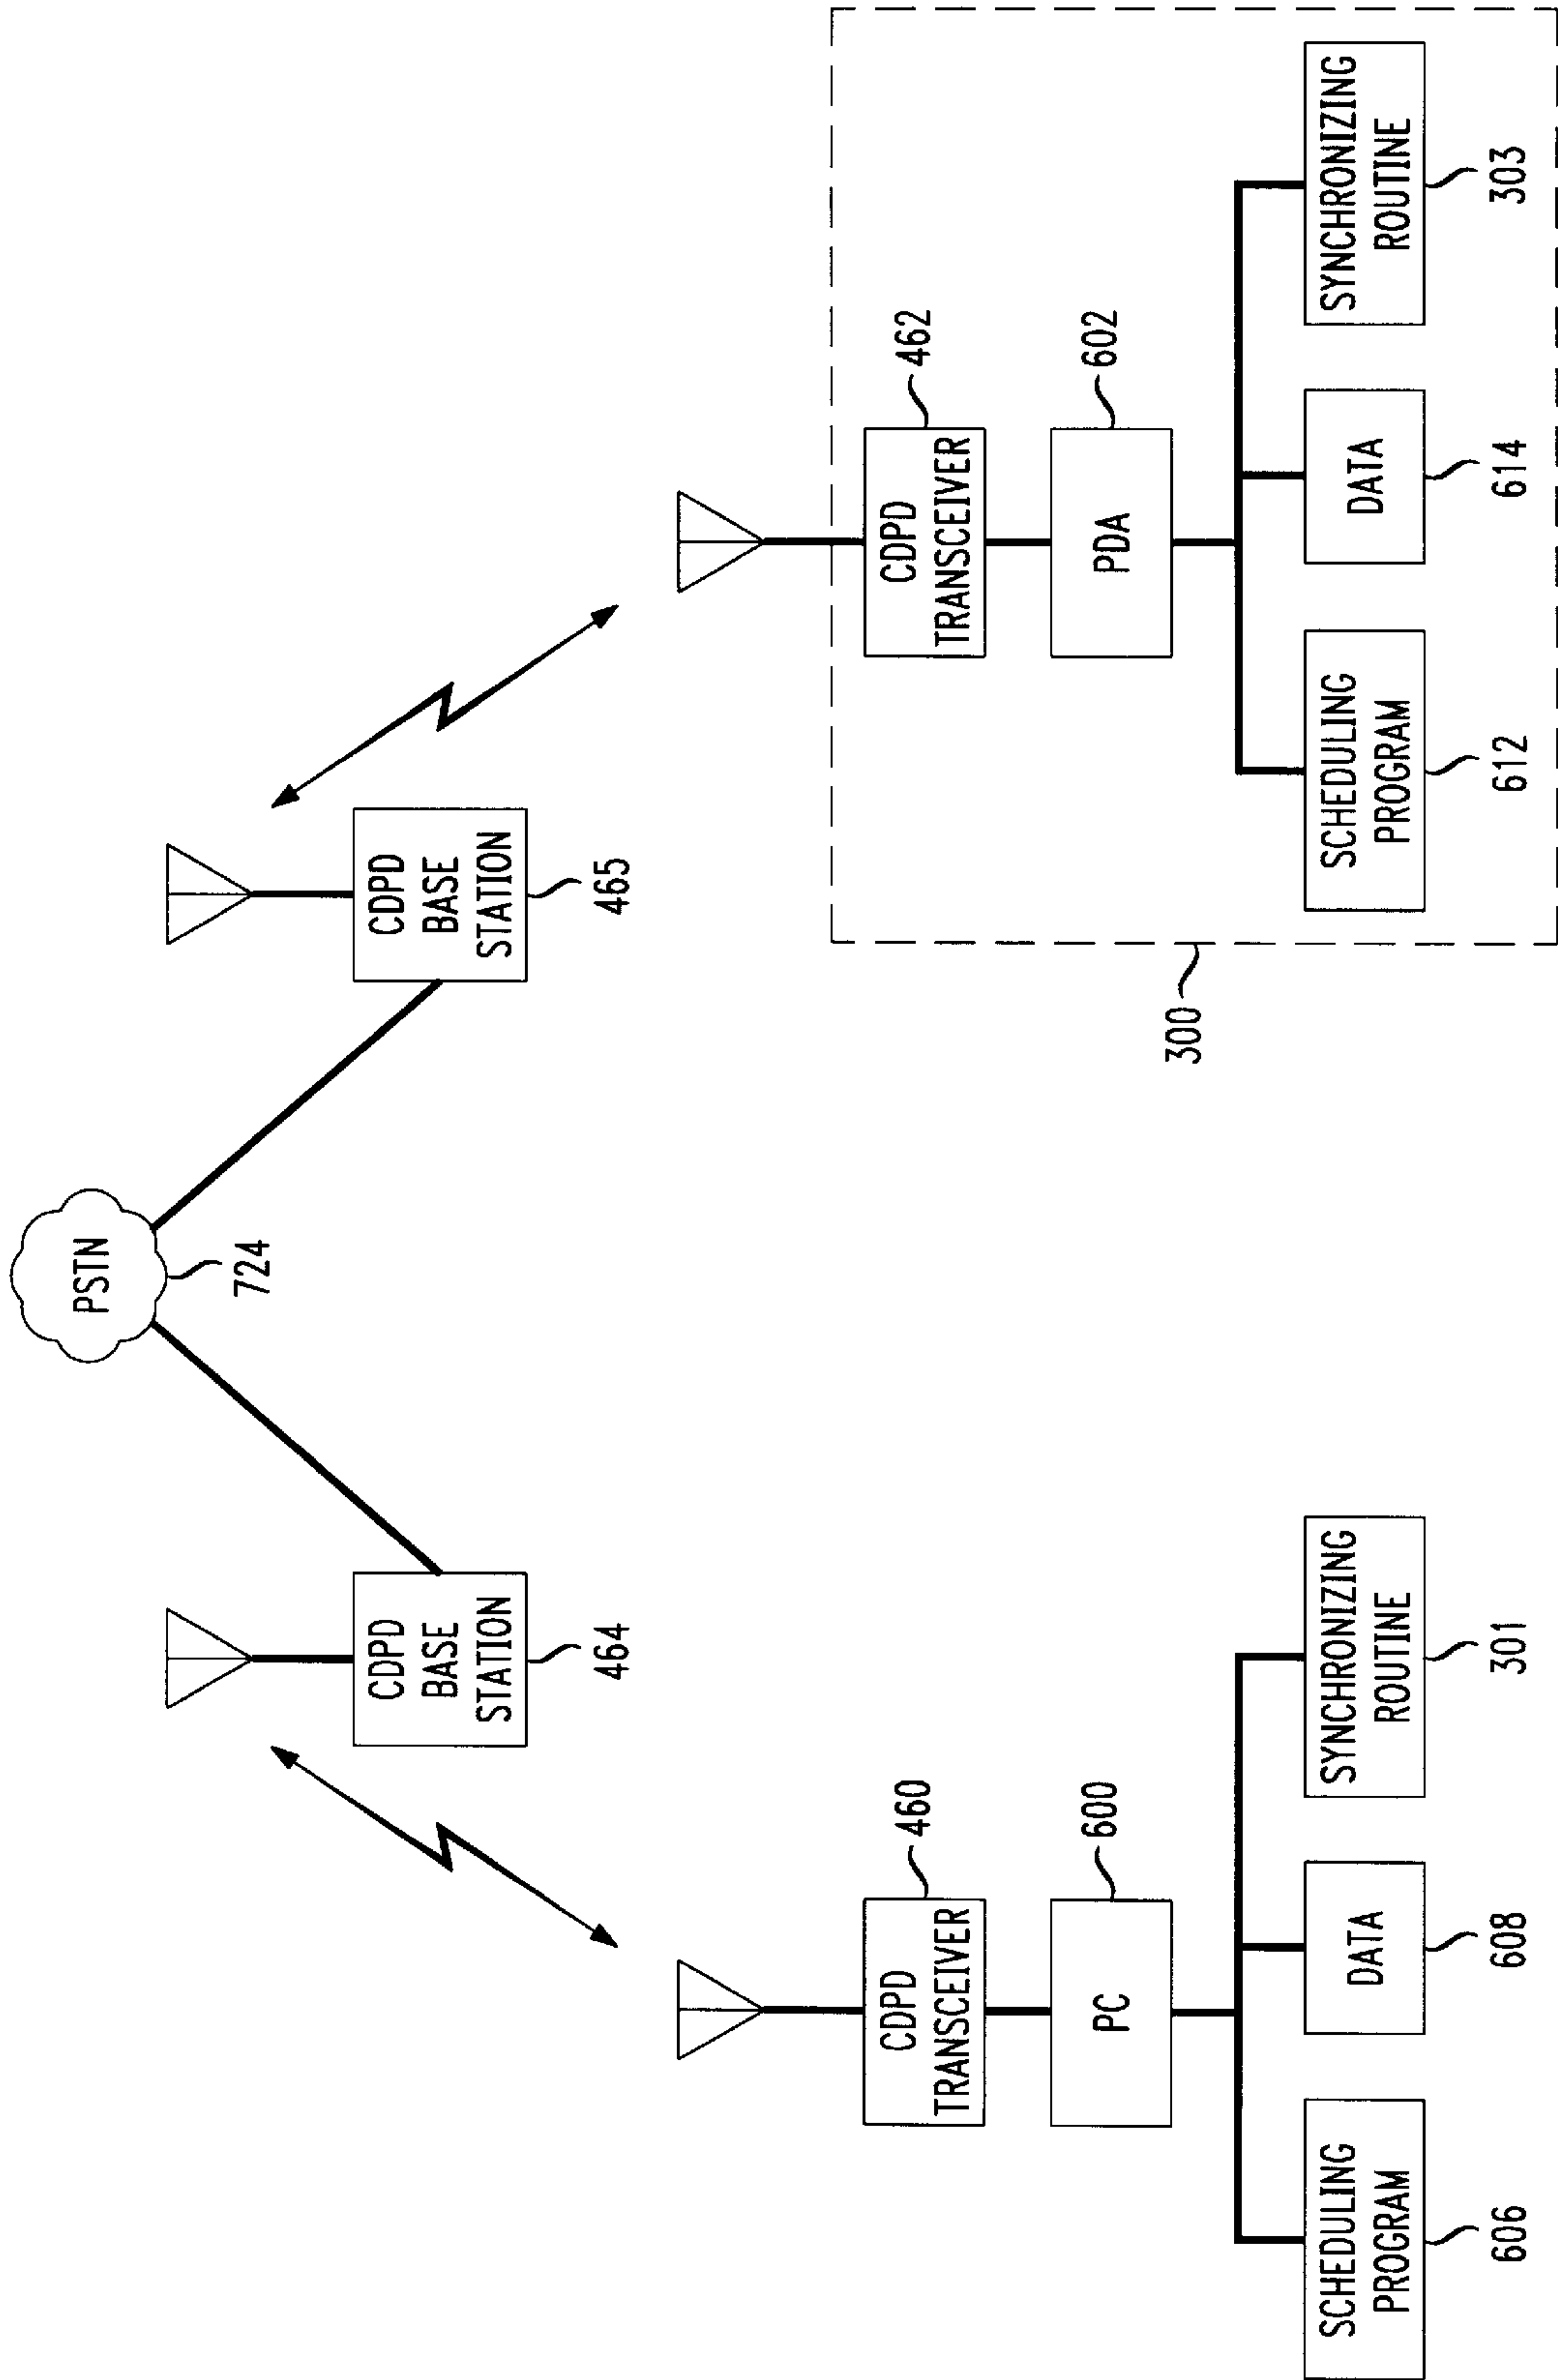 PSTN
724
CDPD
BASE
STATION
464
CDPD
BASE
STATION
465
CDPD
TRANSCEIVER
460
PC
600
SCHEDULING
PROGRAM
606
DATA
608
SYNCHRONIZING
ROUTINE
301
300
CDPD
TRANSCEIVER
462
PDA
602
SCHEDULING
PROGRAM
612
DATA
614
SYNCHRONIZING
ROUTINE
303